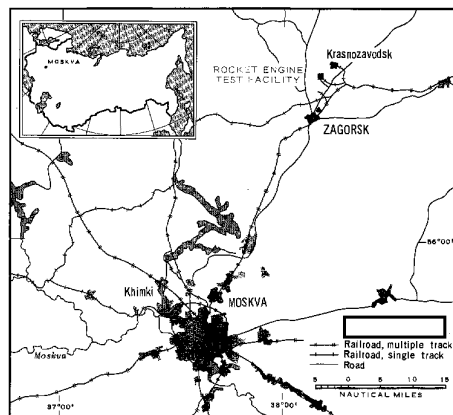 MOSKVA
Krasnozavodsk
ROCKET ENGINE
TEST FACILITY
ZAGORSK
56°00'
Khimki
MOSKVA
Moskva
Railroad, multiple track
Railroad, single track
Road
37°00'
38°00'
5 0 5 10 15
NAUTICAL MILES